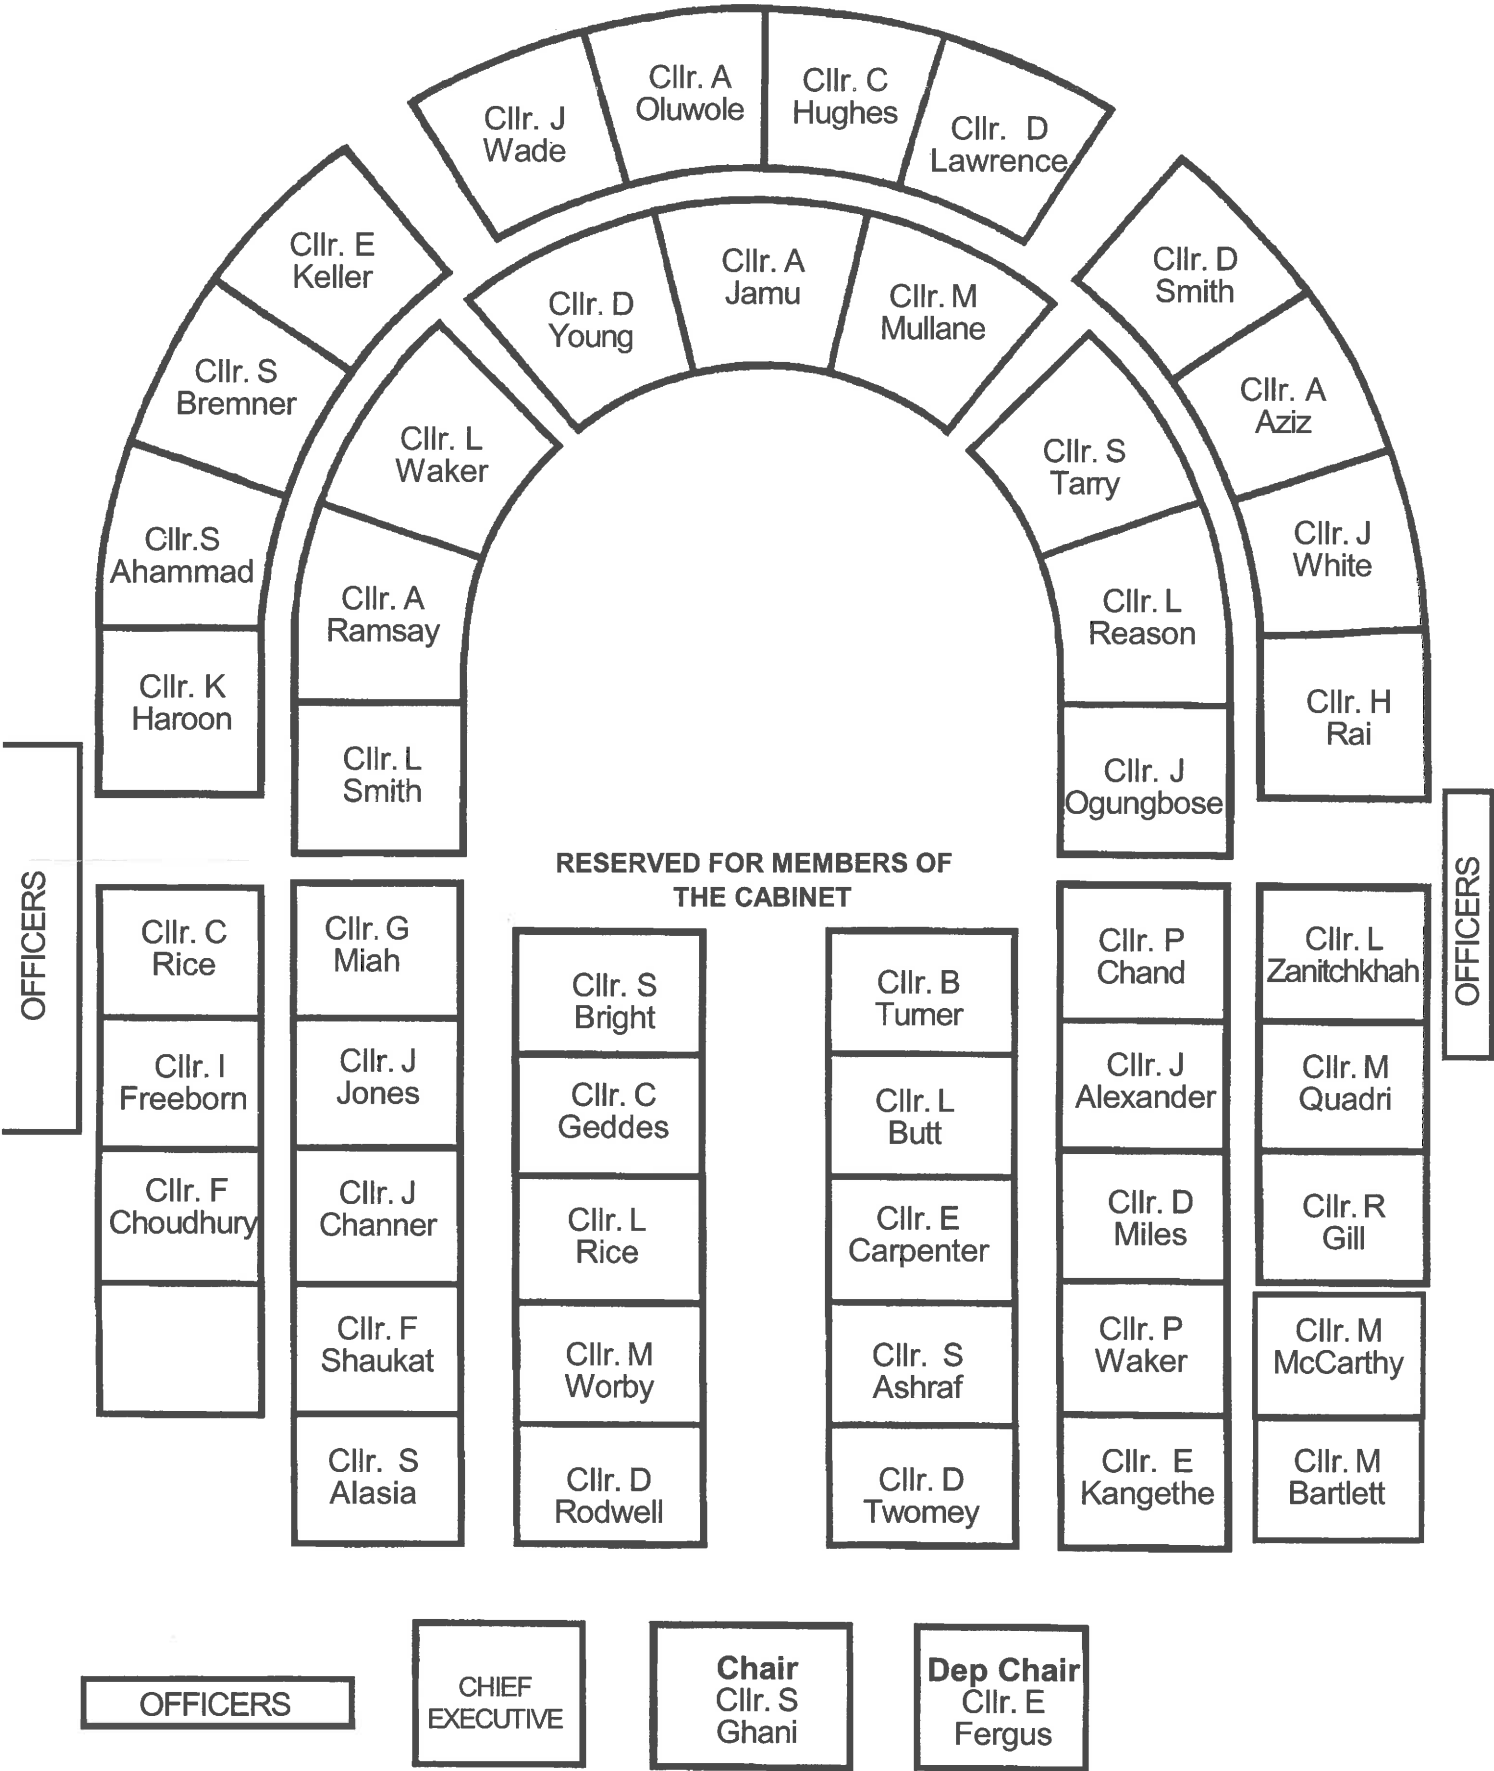 Cllr. J
Wade
Cllr. A
Oluwole
Cllr. C
Hughes
Cllr. D
Lawrence
Cllr. E
Keller
Cllr. D
Young
Cllr. A
Jamu
Cllr. M
Mullane
Cllr. D
Smith
Cllr. S
Bremner
Cllr. L
Waker
Cllr. S
Tarry
Cllr. A
Aziz
Cllr.S
Ahammad
Cllr. A
Ramsay
Cllr. L
Reason
Cllr. J
White
Cllr. K
Haroon
Cllr. L
Smith
Cllr. J
Ogungbose
Cllr. H
Rai
RESERVED FOR MEMBERS OF
THE CABINET
OFFICERS
OFFICERS
Cllr. C
Rice
Cllr. G
Miah
Cllr. S
Bright
Cllr. B
Turner
Cllr. P
Chand
Cllr. L
Zanitchkhah
Cllr. I
Freeborn
Cllr. J
Jones
Cllr. C
Geddes
Cllr. L
Butt
Cllr. J
Alexander
Cllr. M
Quadri
Cllr. F
Choudhury
Cllr. J
Channer
Cllr. L
Rice
Cllr. E
Carpenter
Cllr. D
Miles
Cllr. R
Gill
Cllr. F
Shaukat
Cllr. M
Worby
Cllr. S
Ashraf
Cllr. P
Waker
Cllr. M
McCarthy
Cllr. S
Alasia
Cllr. D
Rodwell
Cllr. D
Twomey
Cllr. E
Kangethe
Cllr. M
Bartlett
OFFICERS
CHIEF
EXECUTIVE
Chair
Cllr. S
Ghani
Dep Chair
Cllr. E
Fergus